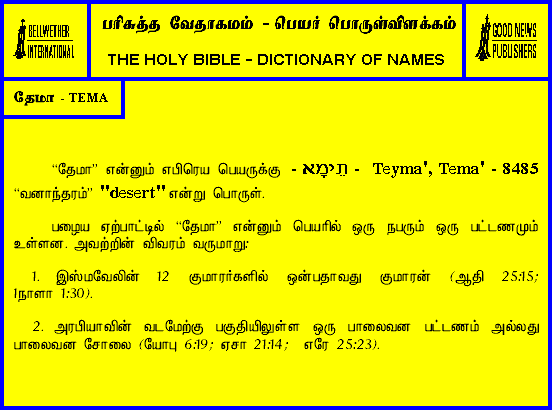 BELLWETHER
INTERNATIONAL
பரிசுத்த வேதாகமம் - பெயர் பொருள்விளக்கம்
THE HOLY BIBLE - DICTIONARY OF NAMES
GOOD NEWS
PUBLISHERS
தேமா - TEMA
“தேமா” என்னும் எபிரெய பெயருக்கு - תֵּימָא - Teyma', Tema' - 8485
“வனாந்தரம்” "desert" என்று பொருள்.
பழைய ஏற்பாட்டில் “தேமா” என்னும் பெயரில் ஒரு நபரும் ஒரு பட்டணமும்
உள்ளன. அவற்றின் விவரம் வருமாறு:
1. இஸ்மவேலின் 12 குமாரர்களில் ஒன்பதாவது குமாரன் (ஆதி 25:15;
1நாளா 1:30).
2. அரபியாவின் வடமேற்கு பகுதியிலுள்ள ஒரு பாலைவன பட்டணம் அல்லது
பாலைவன சோலை (யோபு 6:19; ஏசா 21:14; எரே 25:23).